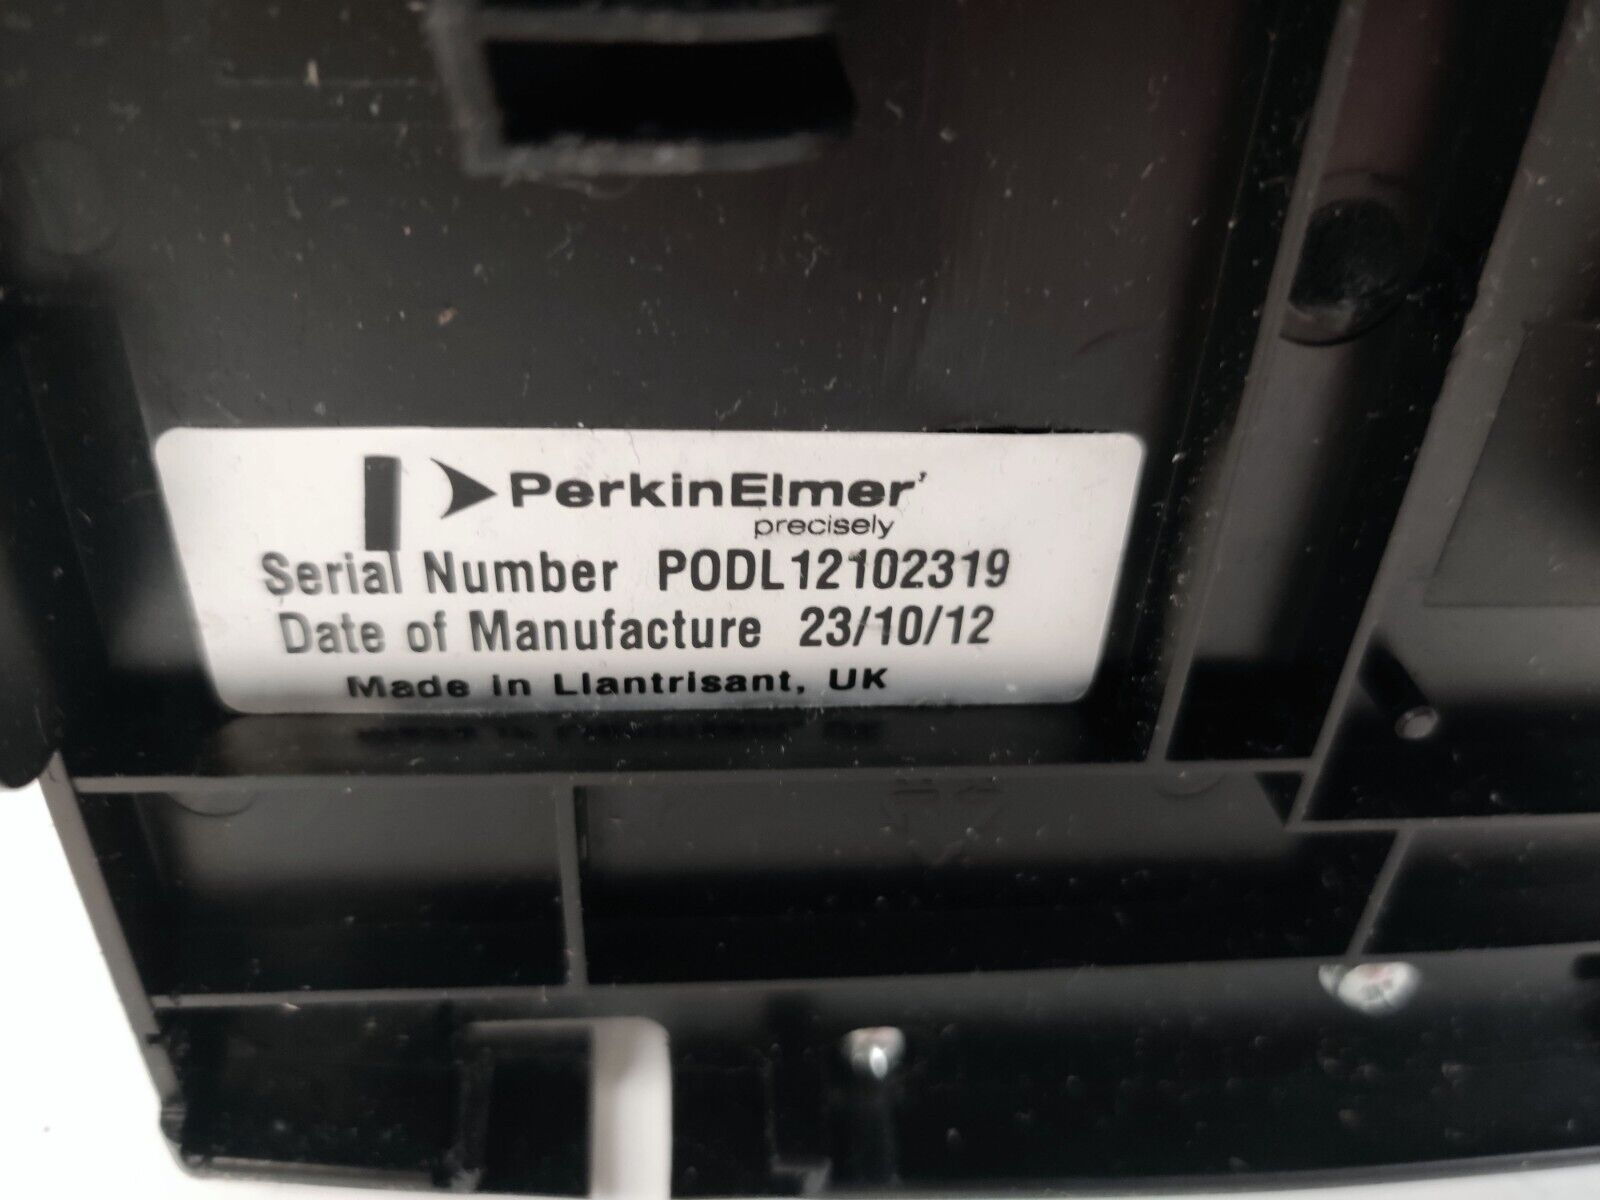 PerkinElmer
precisely
Serial Number PODL12102319
Date of Manufacture 23/10/12
Made in Llantrisant, UK